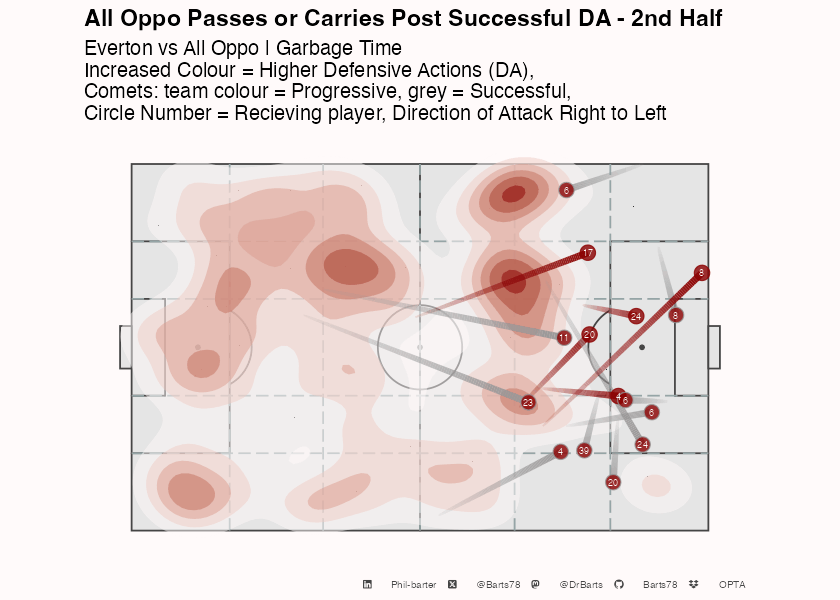 All Oppo Passes or Carries Post Successful DA - 2nd Half
Everton vs All Oppo I Garbage Time
Increased Colour = Higher Defensive Actions (DA),
Comets: team colour = Progressive, grey = Successful,
Circle Number = Recieving player, Direction of Attack Right to Left
6
17
8
24
8
11
20
23
4
6
6
24
4
39
20
Phil-barter @Barts78 @DrBarts Barts78 OPTA